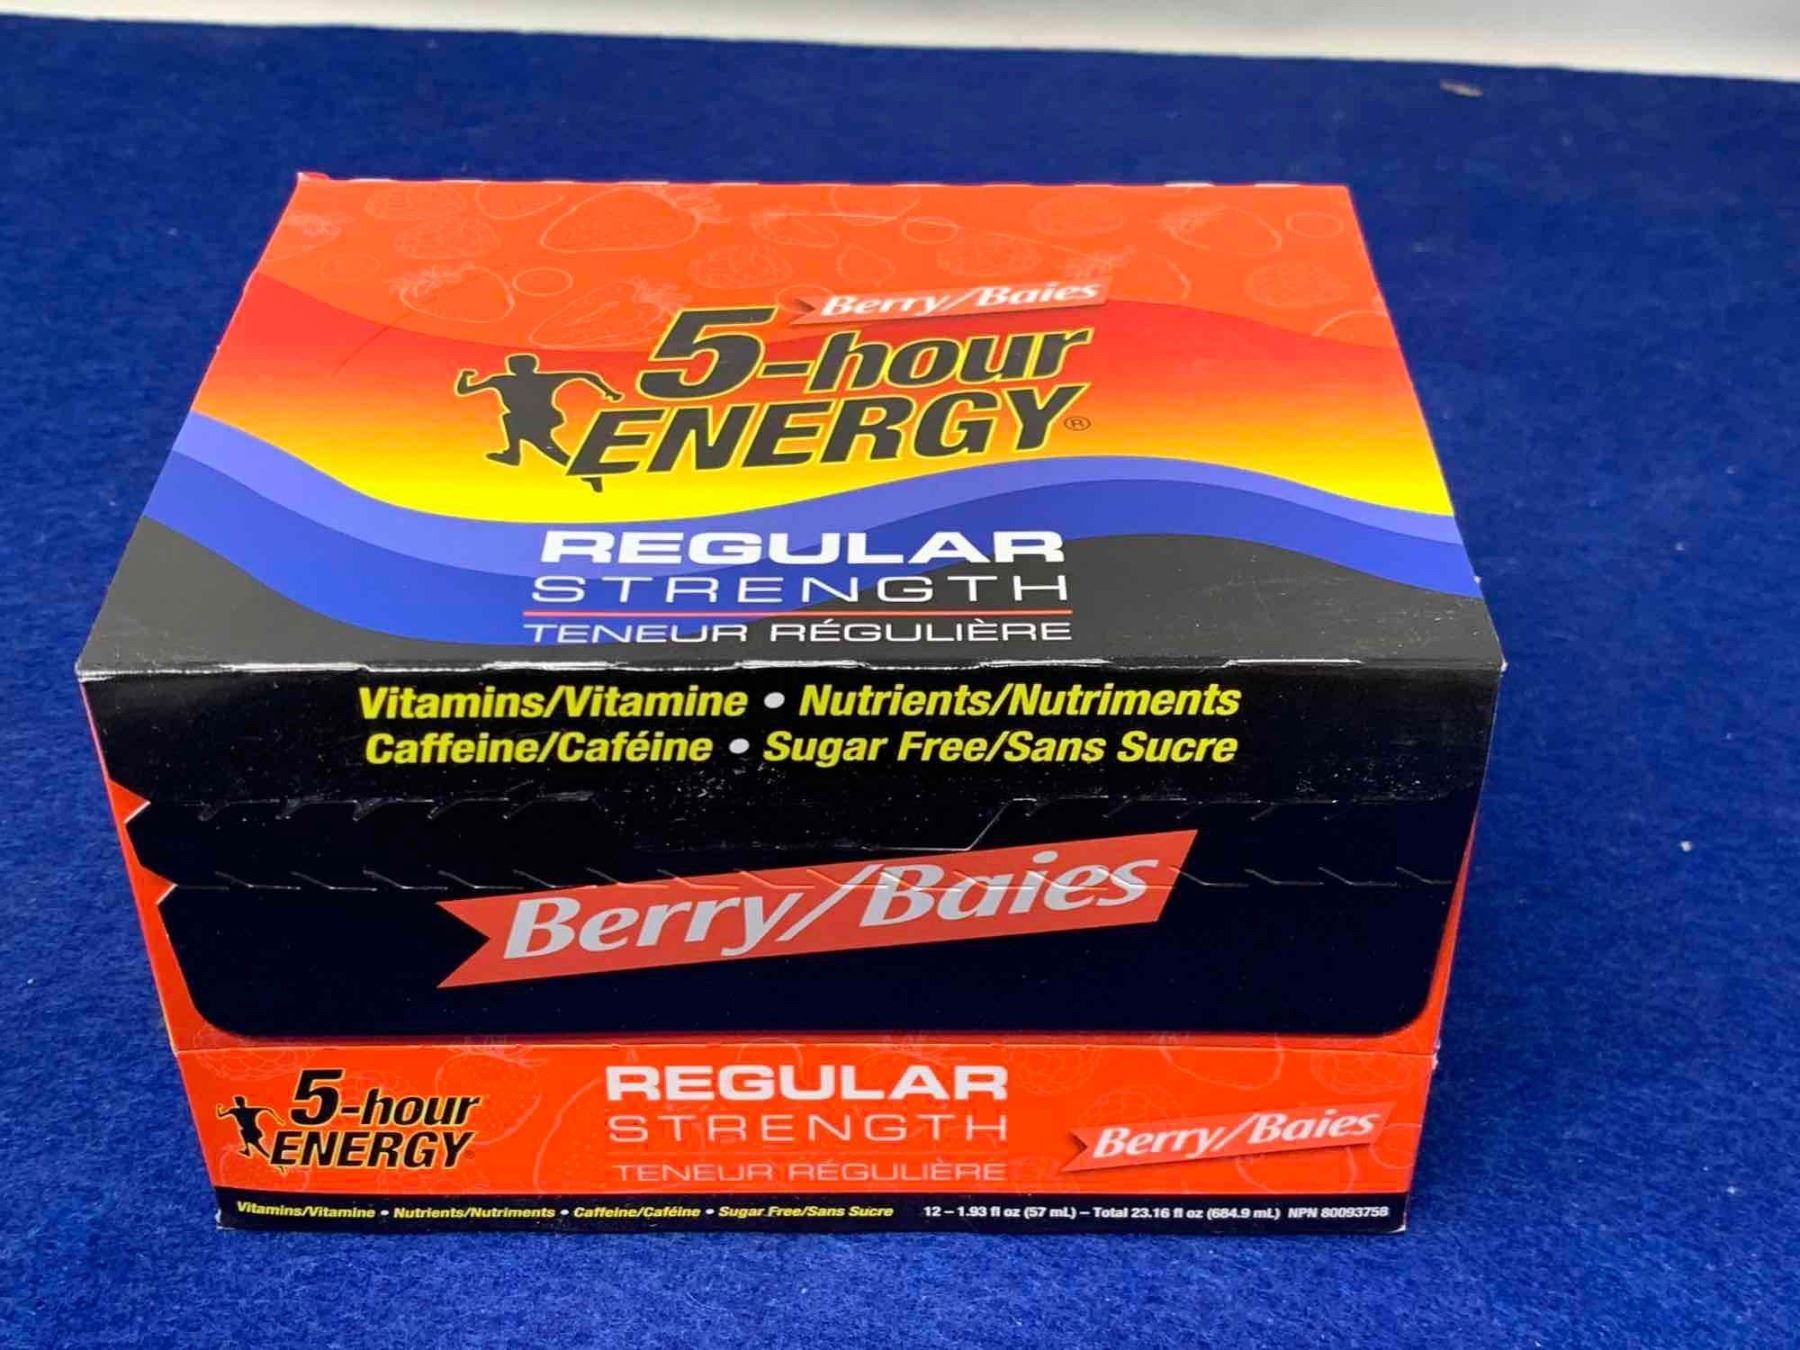 Berry/Baies
5-hour
ENERGY®
REGULAR
STRENGTH
TENEUR RÉGULIÈRE
Vitamins/Vitamine • Nutrients/Nutriments
Caffeine/Caféine • Sugar Free/Sans Sucre
Berry/Baies
5-hour
ENERGY
REGULAR
STRENGTH
TENEUR RÉGULIÈRE
Berry/Baies
Vitamins/Vitamine • Nutrients/Nutriments • Caffeine/Caféine • Sugar Free/Sans Sucre 12 – 1.93 fl oz (57 mL) – Total 23.16 fl oz (684.9 mL) NPN 80093758